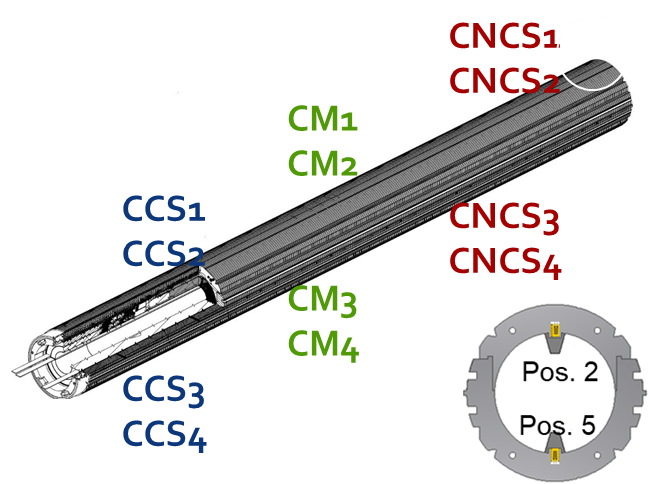 CNCS1
CNCS2
CM1
CM2
CCS1
CCS2
CNCS3
CNCS4
CM3
CM4
CCS3
CCS4
Pos. 2
Pos. 5